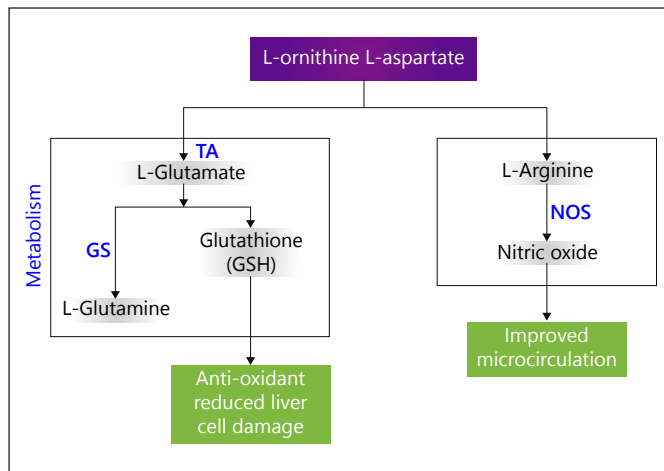 L-ornithine L-aspartate
TA
L-Glutamate
GS
Glutathione
(GSH)
L-Glutamine
Metabolism
Anti-oxidant
reduced liver
cell damage
L-Arginine
NOS
Nitric oxide
Improved
microcirculation